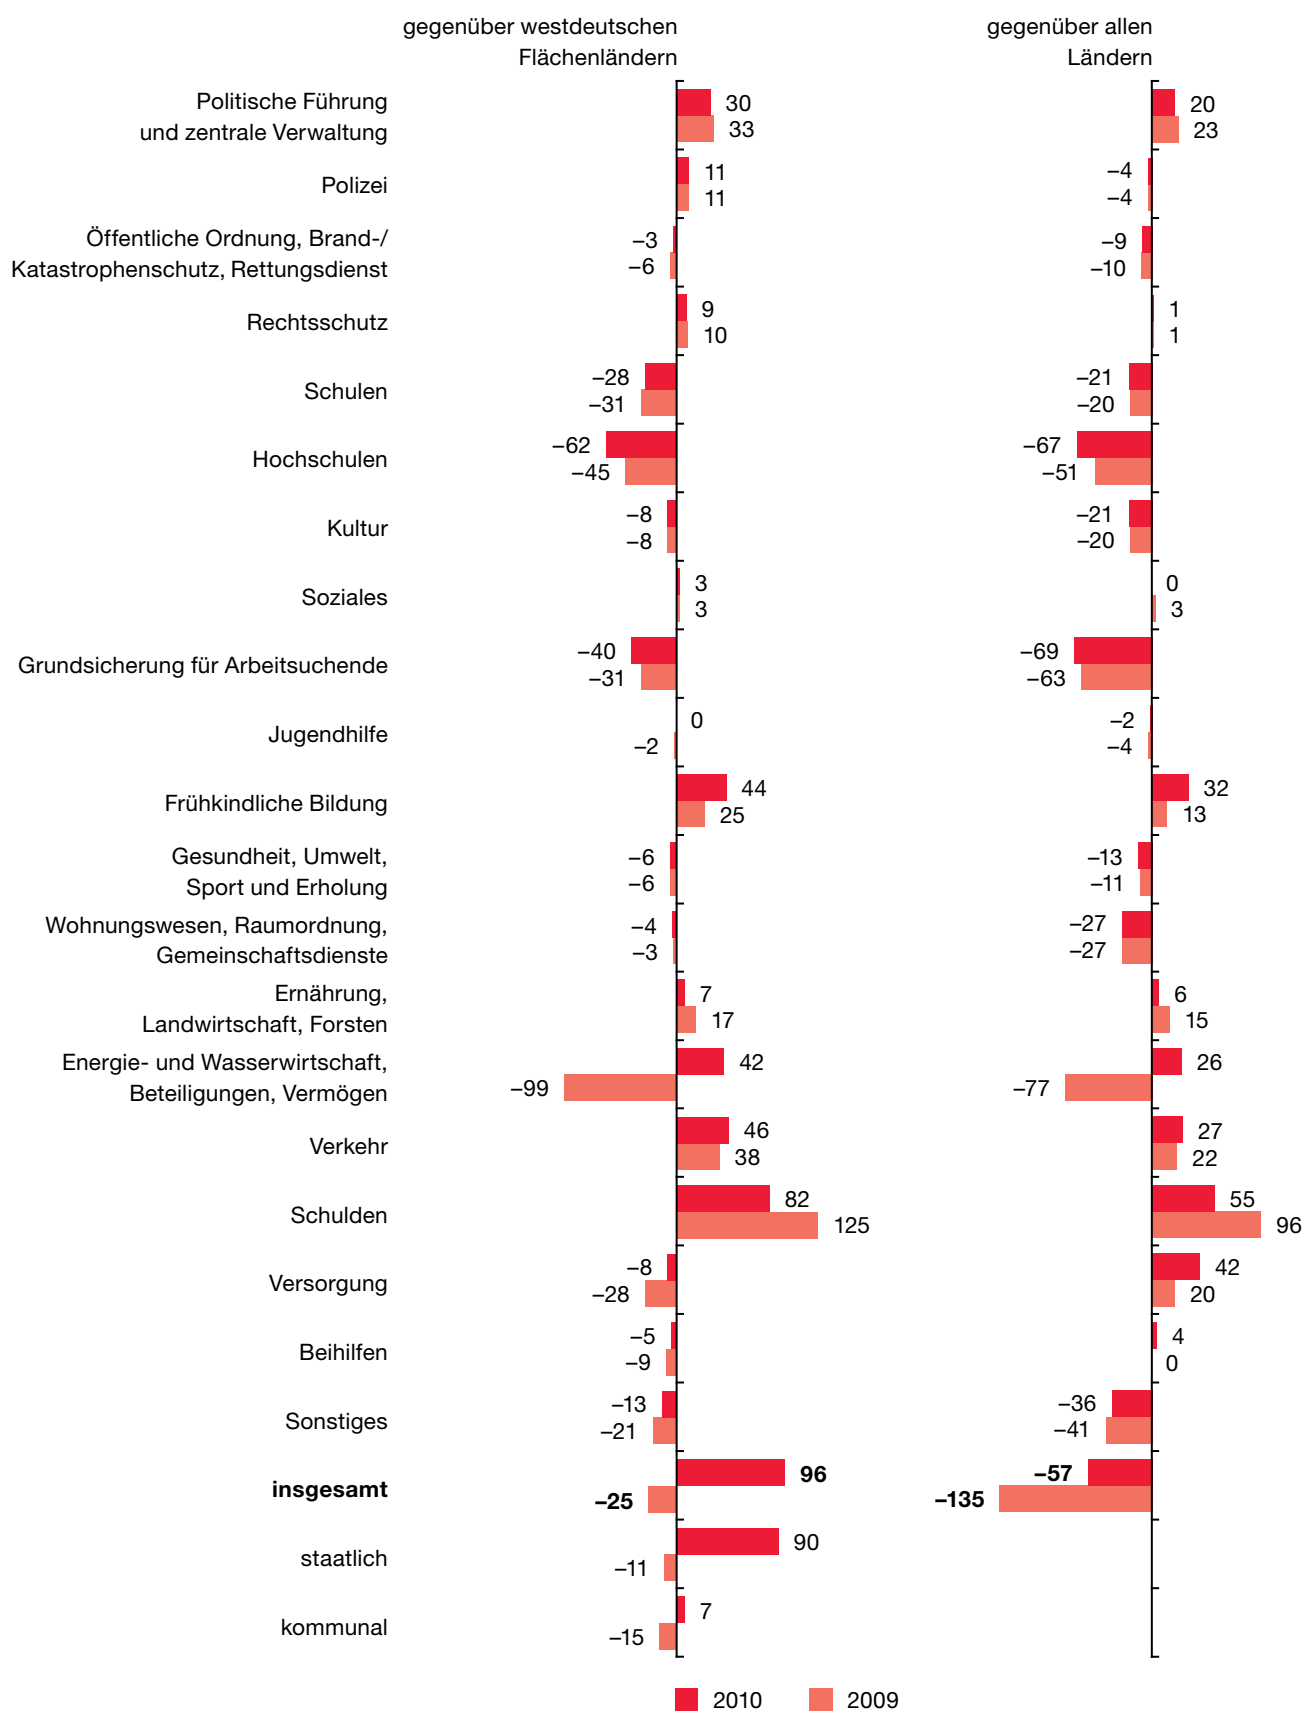 gegenüber westdeutschen
Flächenländern
gegenüber allen
Ländern
Politische Führung
und zentrale Verwaltung
30
33
20
23
Polizei
11
11
–4
–4
Öffentliche Ordnung, Brand-/
Katastrophenschutz, Rettungsdienst
–3
–6
–9
–10
Rechtsschutz
9
10
1
1
Schulen
–28
–31
–21
–20
Hochschulen
–62
–45
–67
–51
Kultur
–8
–8
–21
–20
Soziales
3
3
0
3
Grundsicherung für Arbeitsuchende
–40
–31
–69
–63
Jugendhilfe
0
–2
–2
–4
Frühkindliche Bildung
44
25
32
13
Gesundheit, Umwelt,
Sport und Erholung
–6
–6
–13
–11
Wohnungswesen, Raumordnung,
Gemeinschaftsdienste
–4
–3
–27
–27
Ernährung,
Landwirtschaft, Forsten
7
17
6
15
Energie- und Wasserwirtschaft,
Beteiligungen, Vermögen
42
–99
26
–77
Verkehr
46
38
27
22
Schulden
82
125
55
96
Versorgung
–8
–28
42
20
Beihilfen
–5
–9
4
0
Sonstiges
–13
–21
–36
–41
insgesamt
96
–25
–57
–135
staatlich
90
–11
kommunal
7
–15
2010
2009